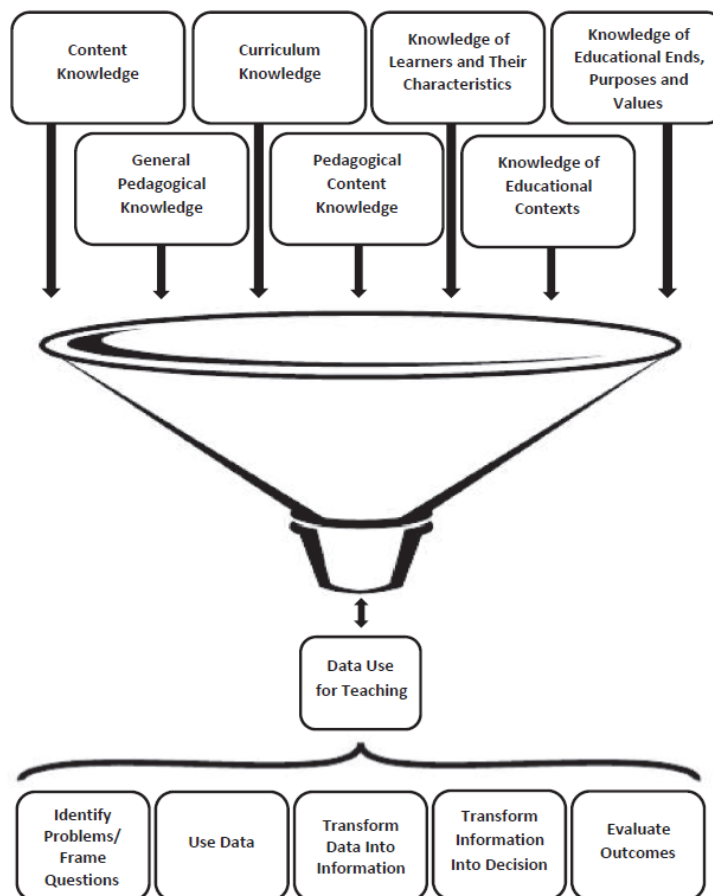 Content
Knowledge
Curriculum
Knowledge
Knowledge of
Learners and Their
Characteristics
Knowledge of
Educational Ends,
Purposes and
Values
General
Pedagogical
Knowledge
Pedagogical
Content
Knowledge
Knowledge of
Educational
Contexts
Data Use
for Teaching
Identify
Problems/
Frame
Questions
Use Data
Transform
Data Into
Information
Transform
Information
Into Decision
Evaluate
Outcomes